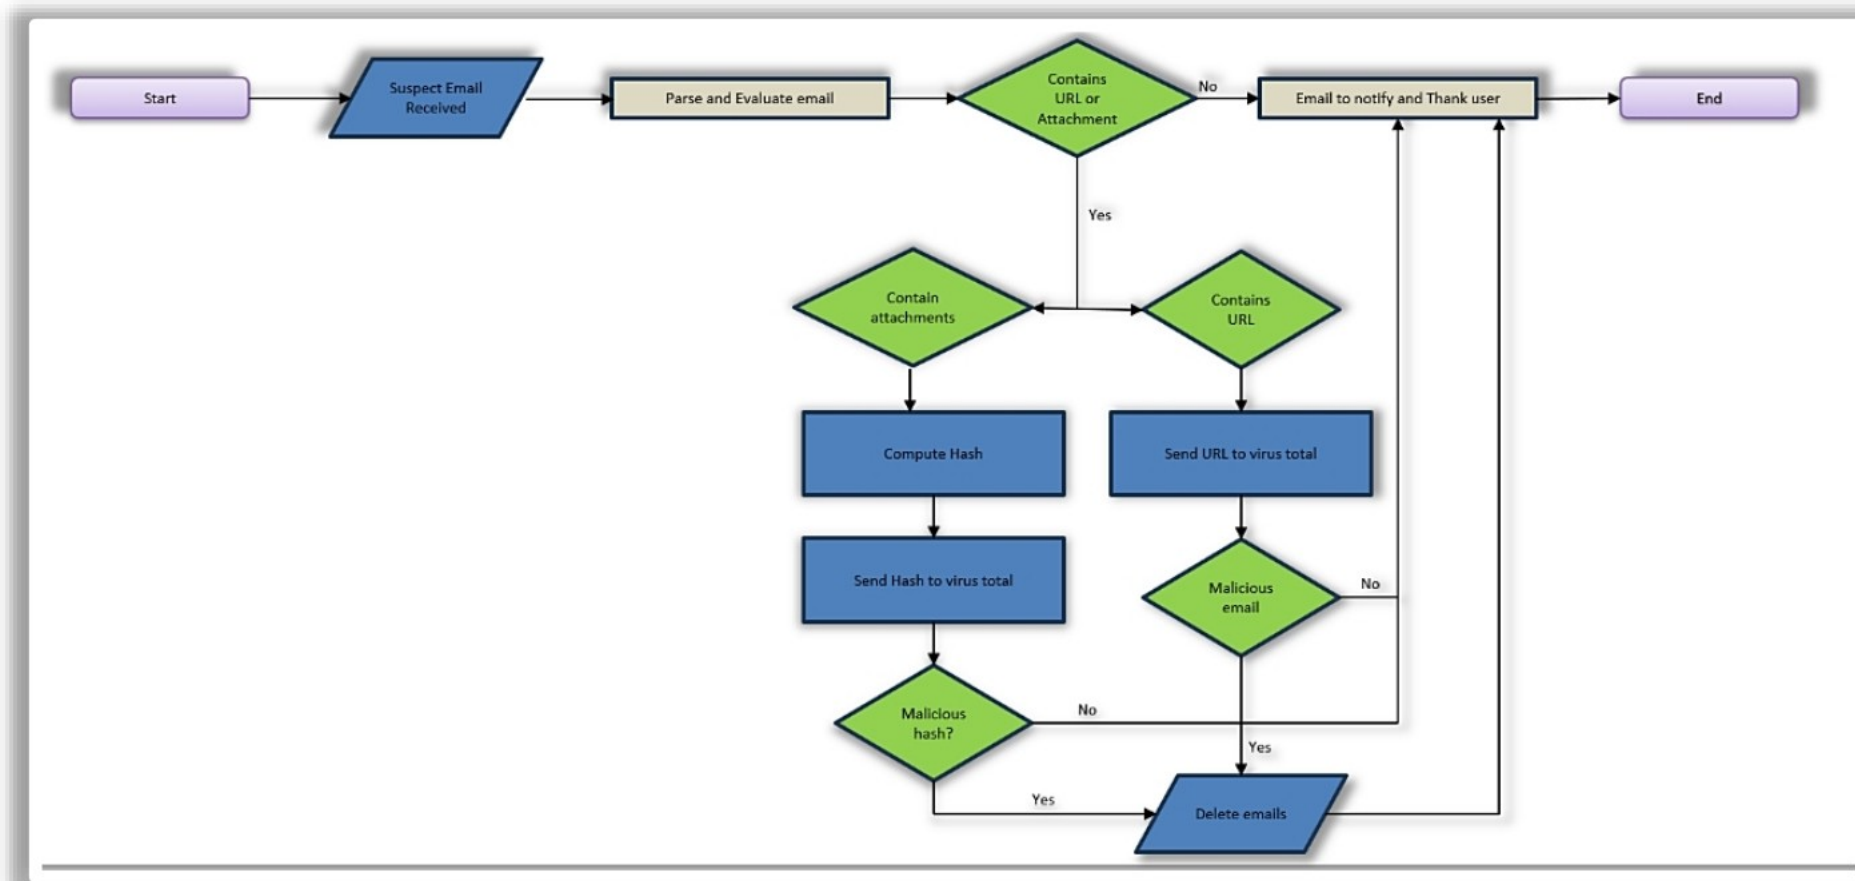 Start
Suspect Email
Received
Parse and Evaluate email
Contains
URL or
Attachment
No
Email to notify and Thank user
End
Yes
Contain
attachments
Contains
URL
Compute Hash
Send URL to virus total
Send Hash to virus total
Malicious
email
No
Malicious
hash?
No
Yes
Yes
Delete emails